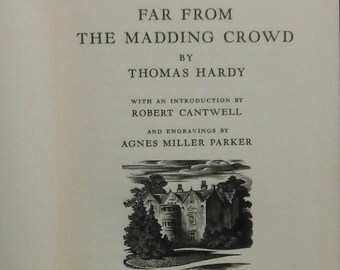 FAR FROM
THE MADDING CROWD
BY
THOMAS HARDY
WITH AN INTRODUCTION BY
ROBERT CANTWELL
AND ENGRAVINGS BY
AGNES MILLER PARKER